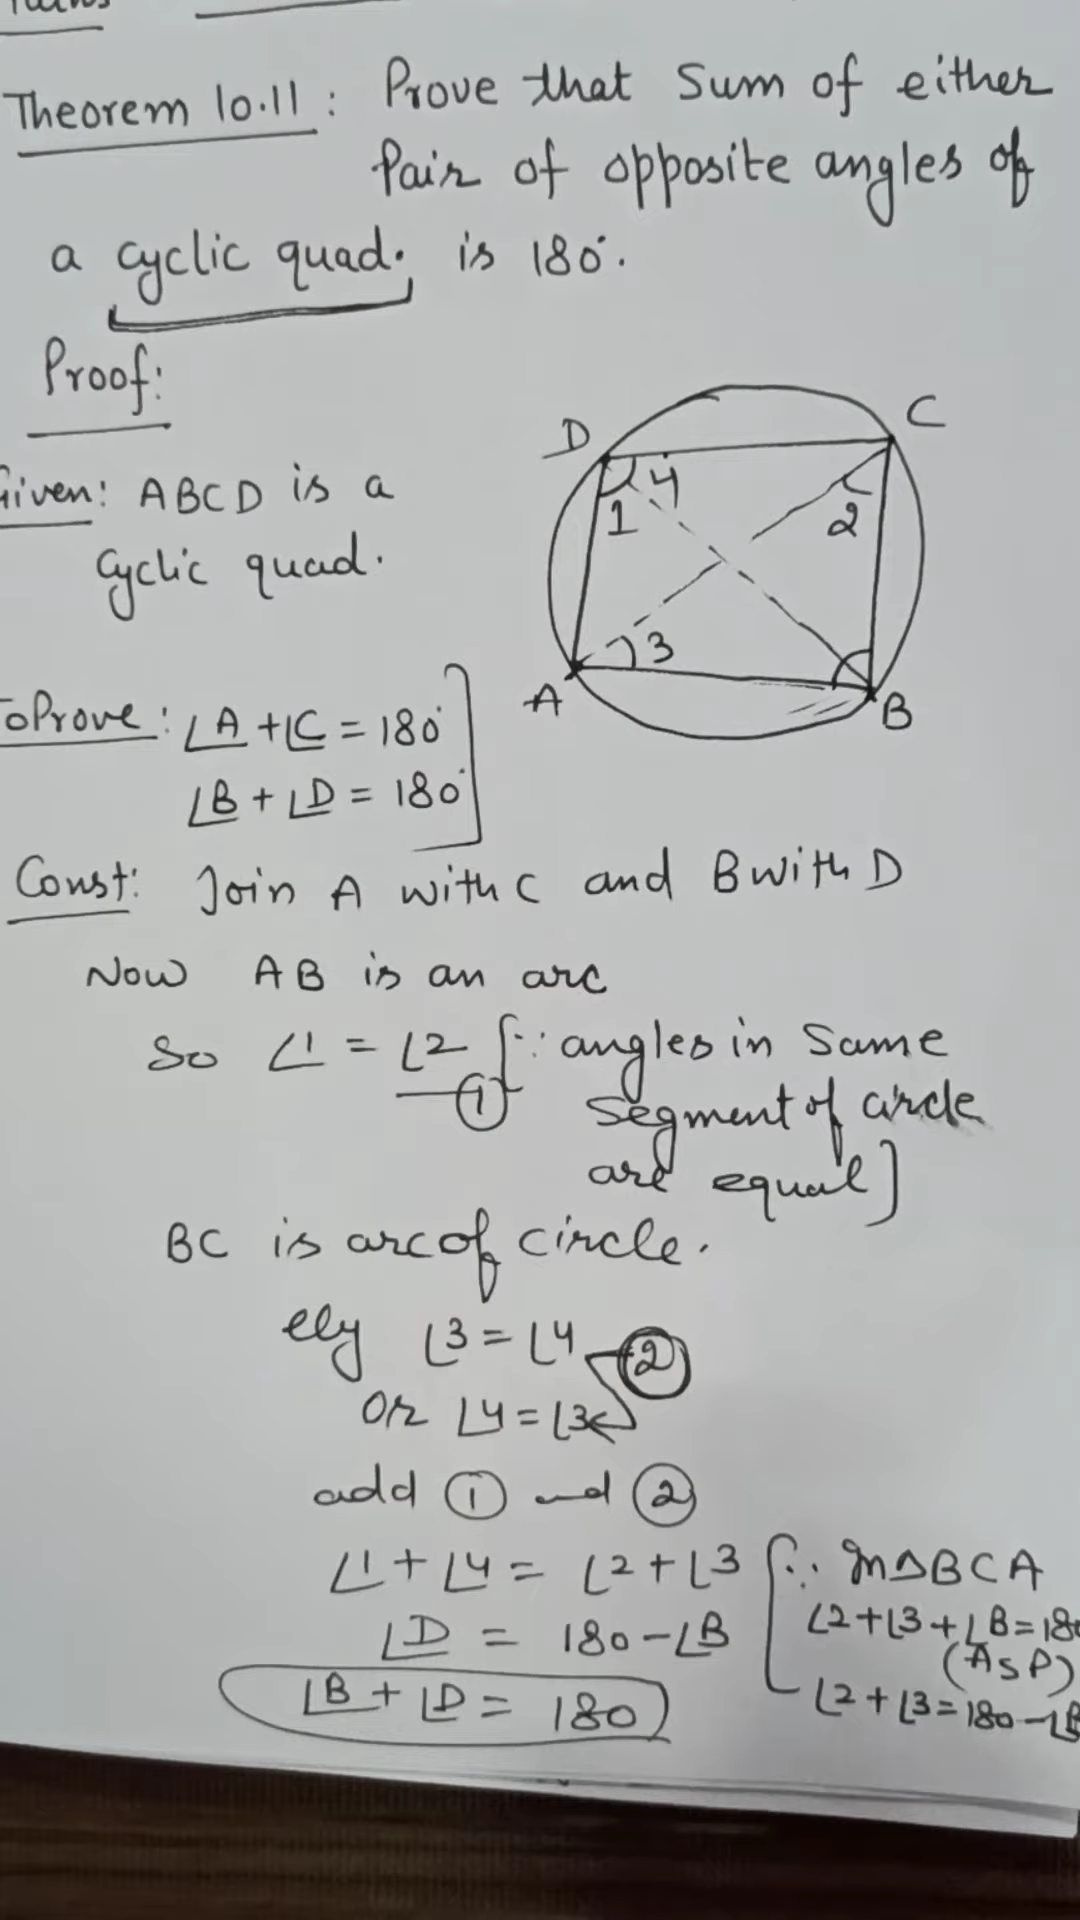 Theorem 10.11: Prove that Sum of either
Pair of opposite angles of
a cyclic quad. is 180°.
Proof:
D
C
4
1
2
3
A
B
Given: ABCD is a
Cyclic quad.
To Prove: ∠A + ∠C = 180°
∠B + ∠D = 180°
Const: Join A with C and B with D
Now AB is an arc
So ∠1 = ∠2 [∵ angles in Same
①
Segment of circle
are equal]
BC is arc of circle.
elly ∠3 = ∠4 ②
or ∠4 = ∠3
add ① and ②
∠1 + ∠4 = ∠2 + ∠3 [∵ In △BCA
∠D = 180 - ∠B
∠2 + ∠3 + ∠B = 180
(ASP)
∠2 + ∠3 = 180 - ∠B
∠B + ∠D = 180